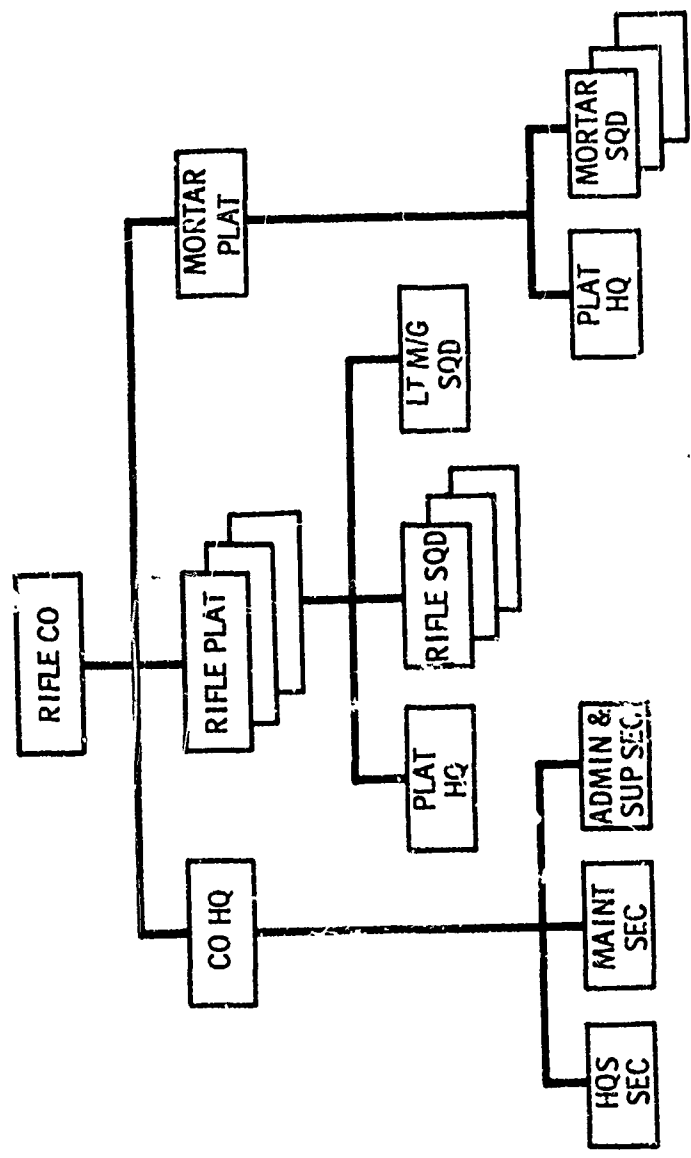 RIFLE CO
CO HQ
RIFLE PLAT
MORTAR
PLAT
PLAT
HQ
RIFLE SQD
LT M/G
SQD
HQS
SEC
MAINT
SEC
ADMIN &
SUP SEC.
PLAT
HQ
MORTAR
SQD